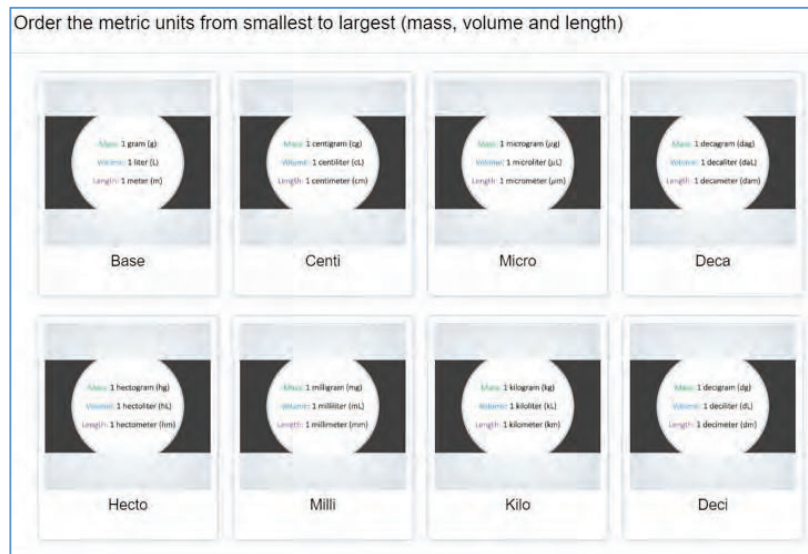 Order the metric units from smallest to largest (mass, volume and length)
Mass: 1 gram (g)
Volume: 1 liter (L)
Length: 1 meter (m)
Base
Mass: 1 centigram (cg)
Volume: 1 centiliter (cL)
Length: 1 centimeter (cm)
Centi
Mass: 1 microgram (µg)
Volume: 1 microliter (µL)
Length: 1 micrometer (µm)
Micro
Mass: 1 decagram (dag)
Volume: 1 decaliter (daL)
Length: 1 decameter (dam)
Deca
Mass: 1 hectogram (hg)
Volume: 1 hectoliter (hL)
Length: 1 hectometer (hm)
Hecto
Mass: 1 milligram (mg)
Volume: 1 milliliter (mL)
Length: 1 millimeter (mm)
Milli
Mass: 1 kilogram (kg)
Volume: 1 kiloliter (kL)
Length: 1 kilometer (km)
Kilo
Mass: 1 decigram (dg)
Volume: 1 deciliter (dL)
Length: 1 decimeter (dm)
Deci